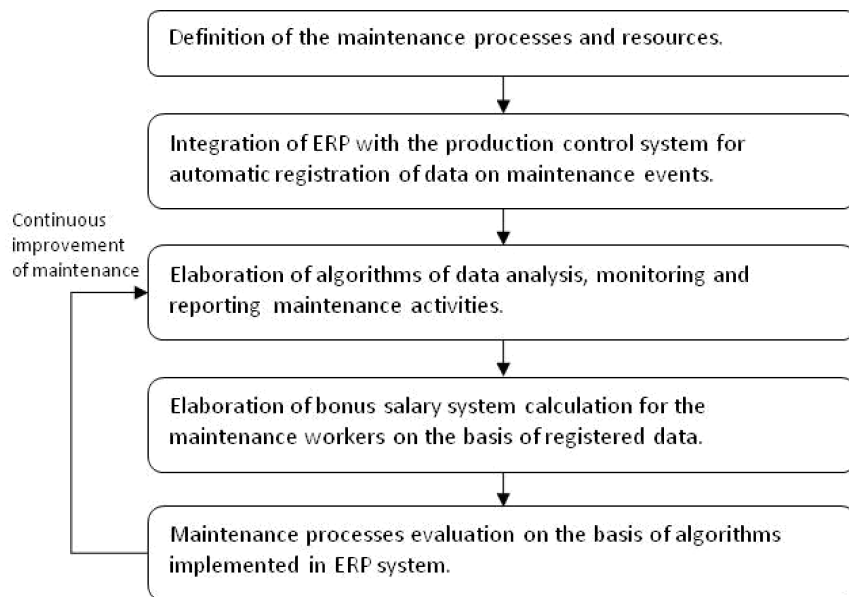 Definition of the maintenance processes and resources.
Integration of ERP with the production control system for
automatic registration of data on maintenance events.
Continuous
improvement
of maintenance
Elaboration of algorithms of data analysis, monitoring and
reporting maintenance activities.
Elaboration of bonus salary system calculation for the
maintenance workers on the basis of registered data.
Maintenance processes evaluation on the basis of algorithms
implemented in ERP system.